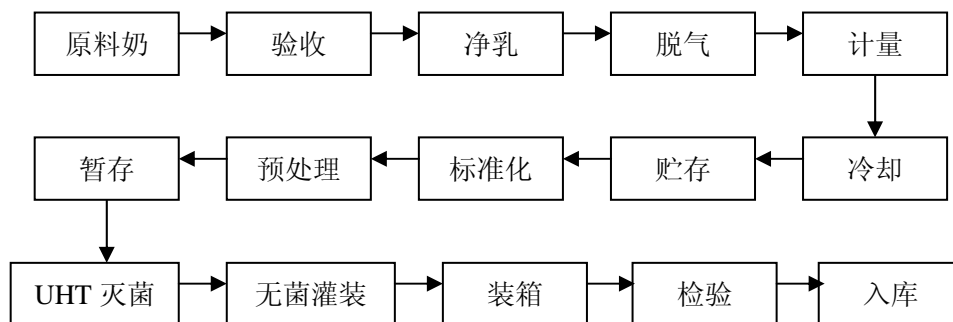 原料奶
验收
净乳
脱气
计量
暂存
预处理
标准化
贮存
冷却
UHT 灭菌
无菌灌装
装箱
检验
入库